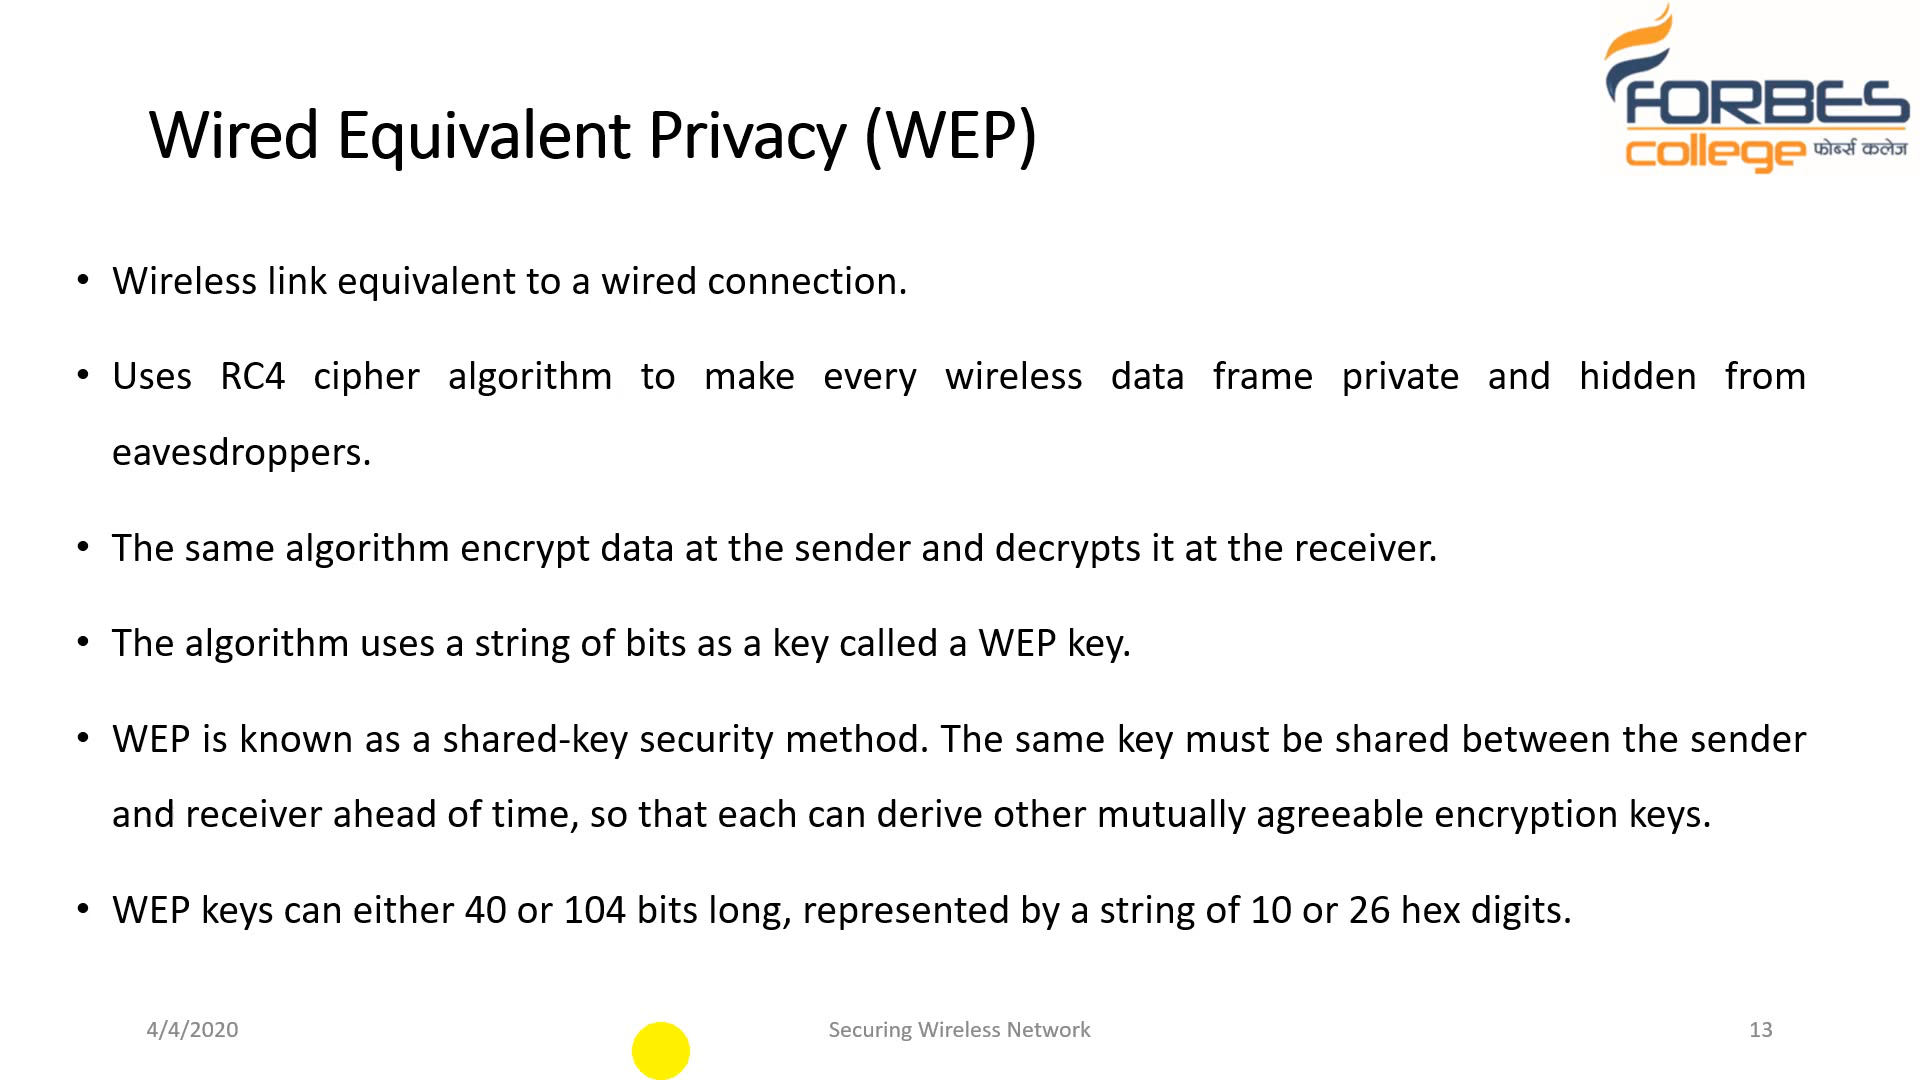 FORBES
college फोर्ब्स कलेज
Wired Equivalent Privacy (WEP)
• Wireless link equivalent to a wired connection.
• Uses RC4 cipher algorithm to make every wireless data frame private and hidden from
eavesdroppers.
• The same algorithm encrypt data at the sender and decrypts it at the receiver.
• The algorithm uses a string of bits as a key called a WEP key.
• WEP is known as a shared-key security method. The same key must be shared between the sender
and receiver ahead of time, so that each can derive other mutually agreeable encryption keys.
• WEP keys can either 40 or 104 bits long, represented by a string of 10 or 26 hex digits.
4/4/2020
Securing Wireless Network
13